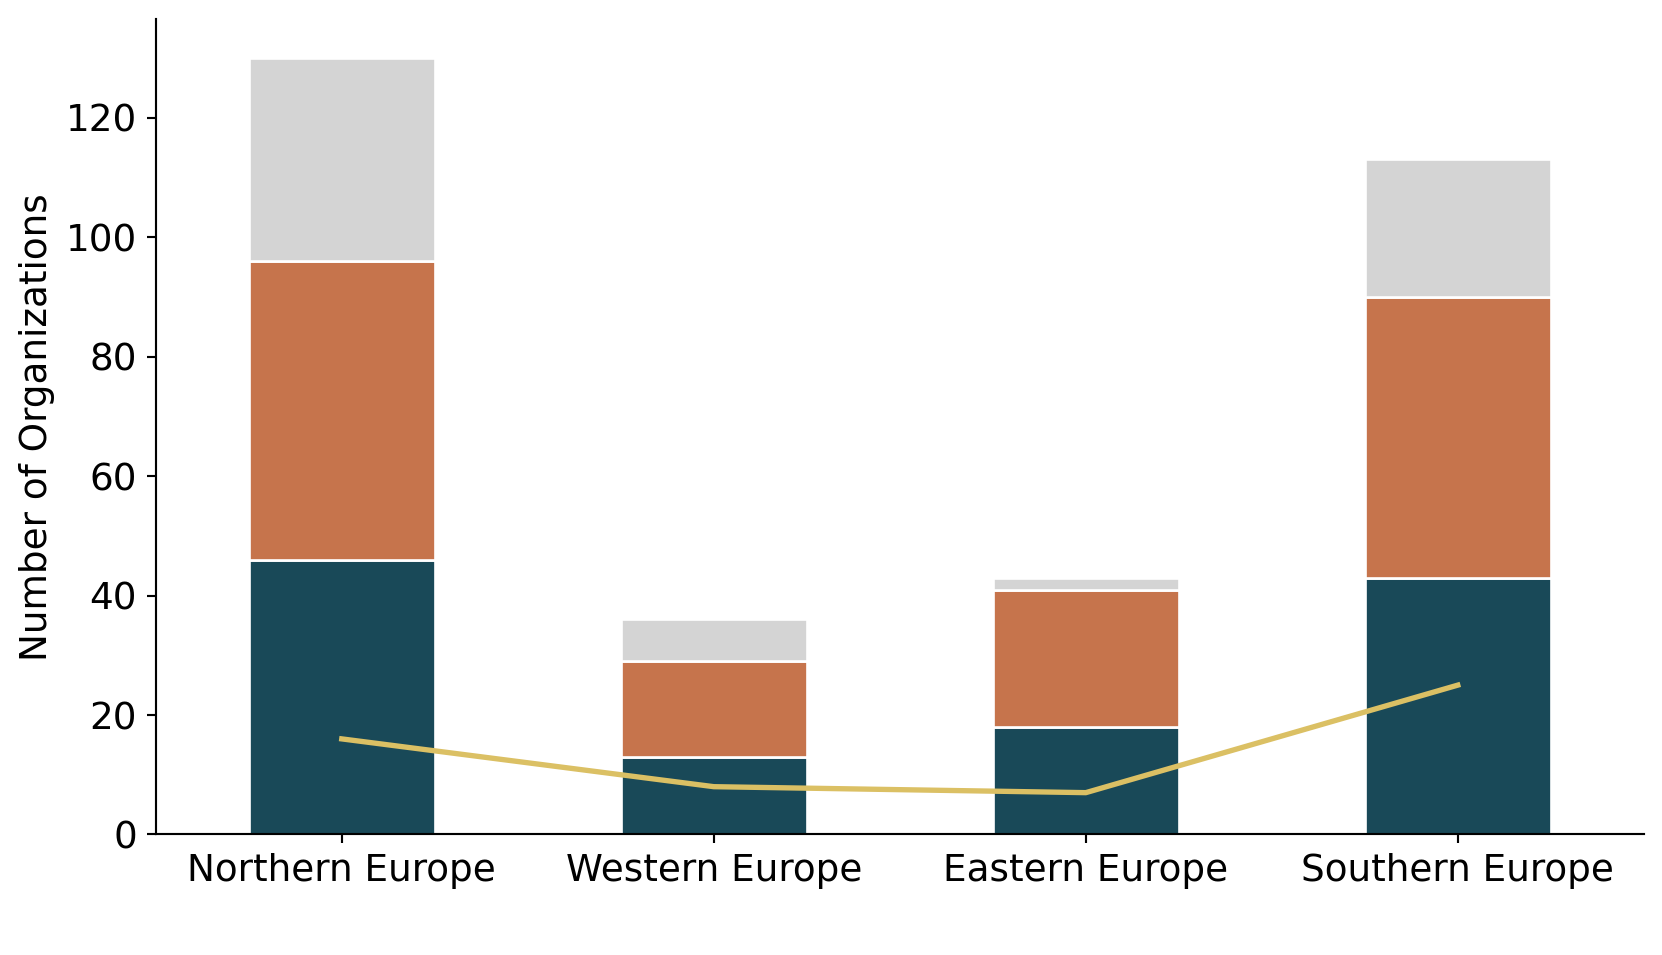 Number of Organizations
120
100
80
60
40
20
0
Northern Europe
Western Europe
Eastern Europe
Southern Europe